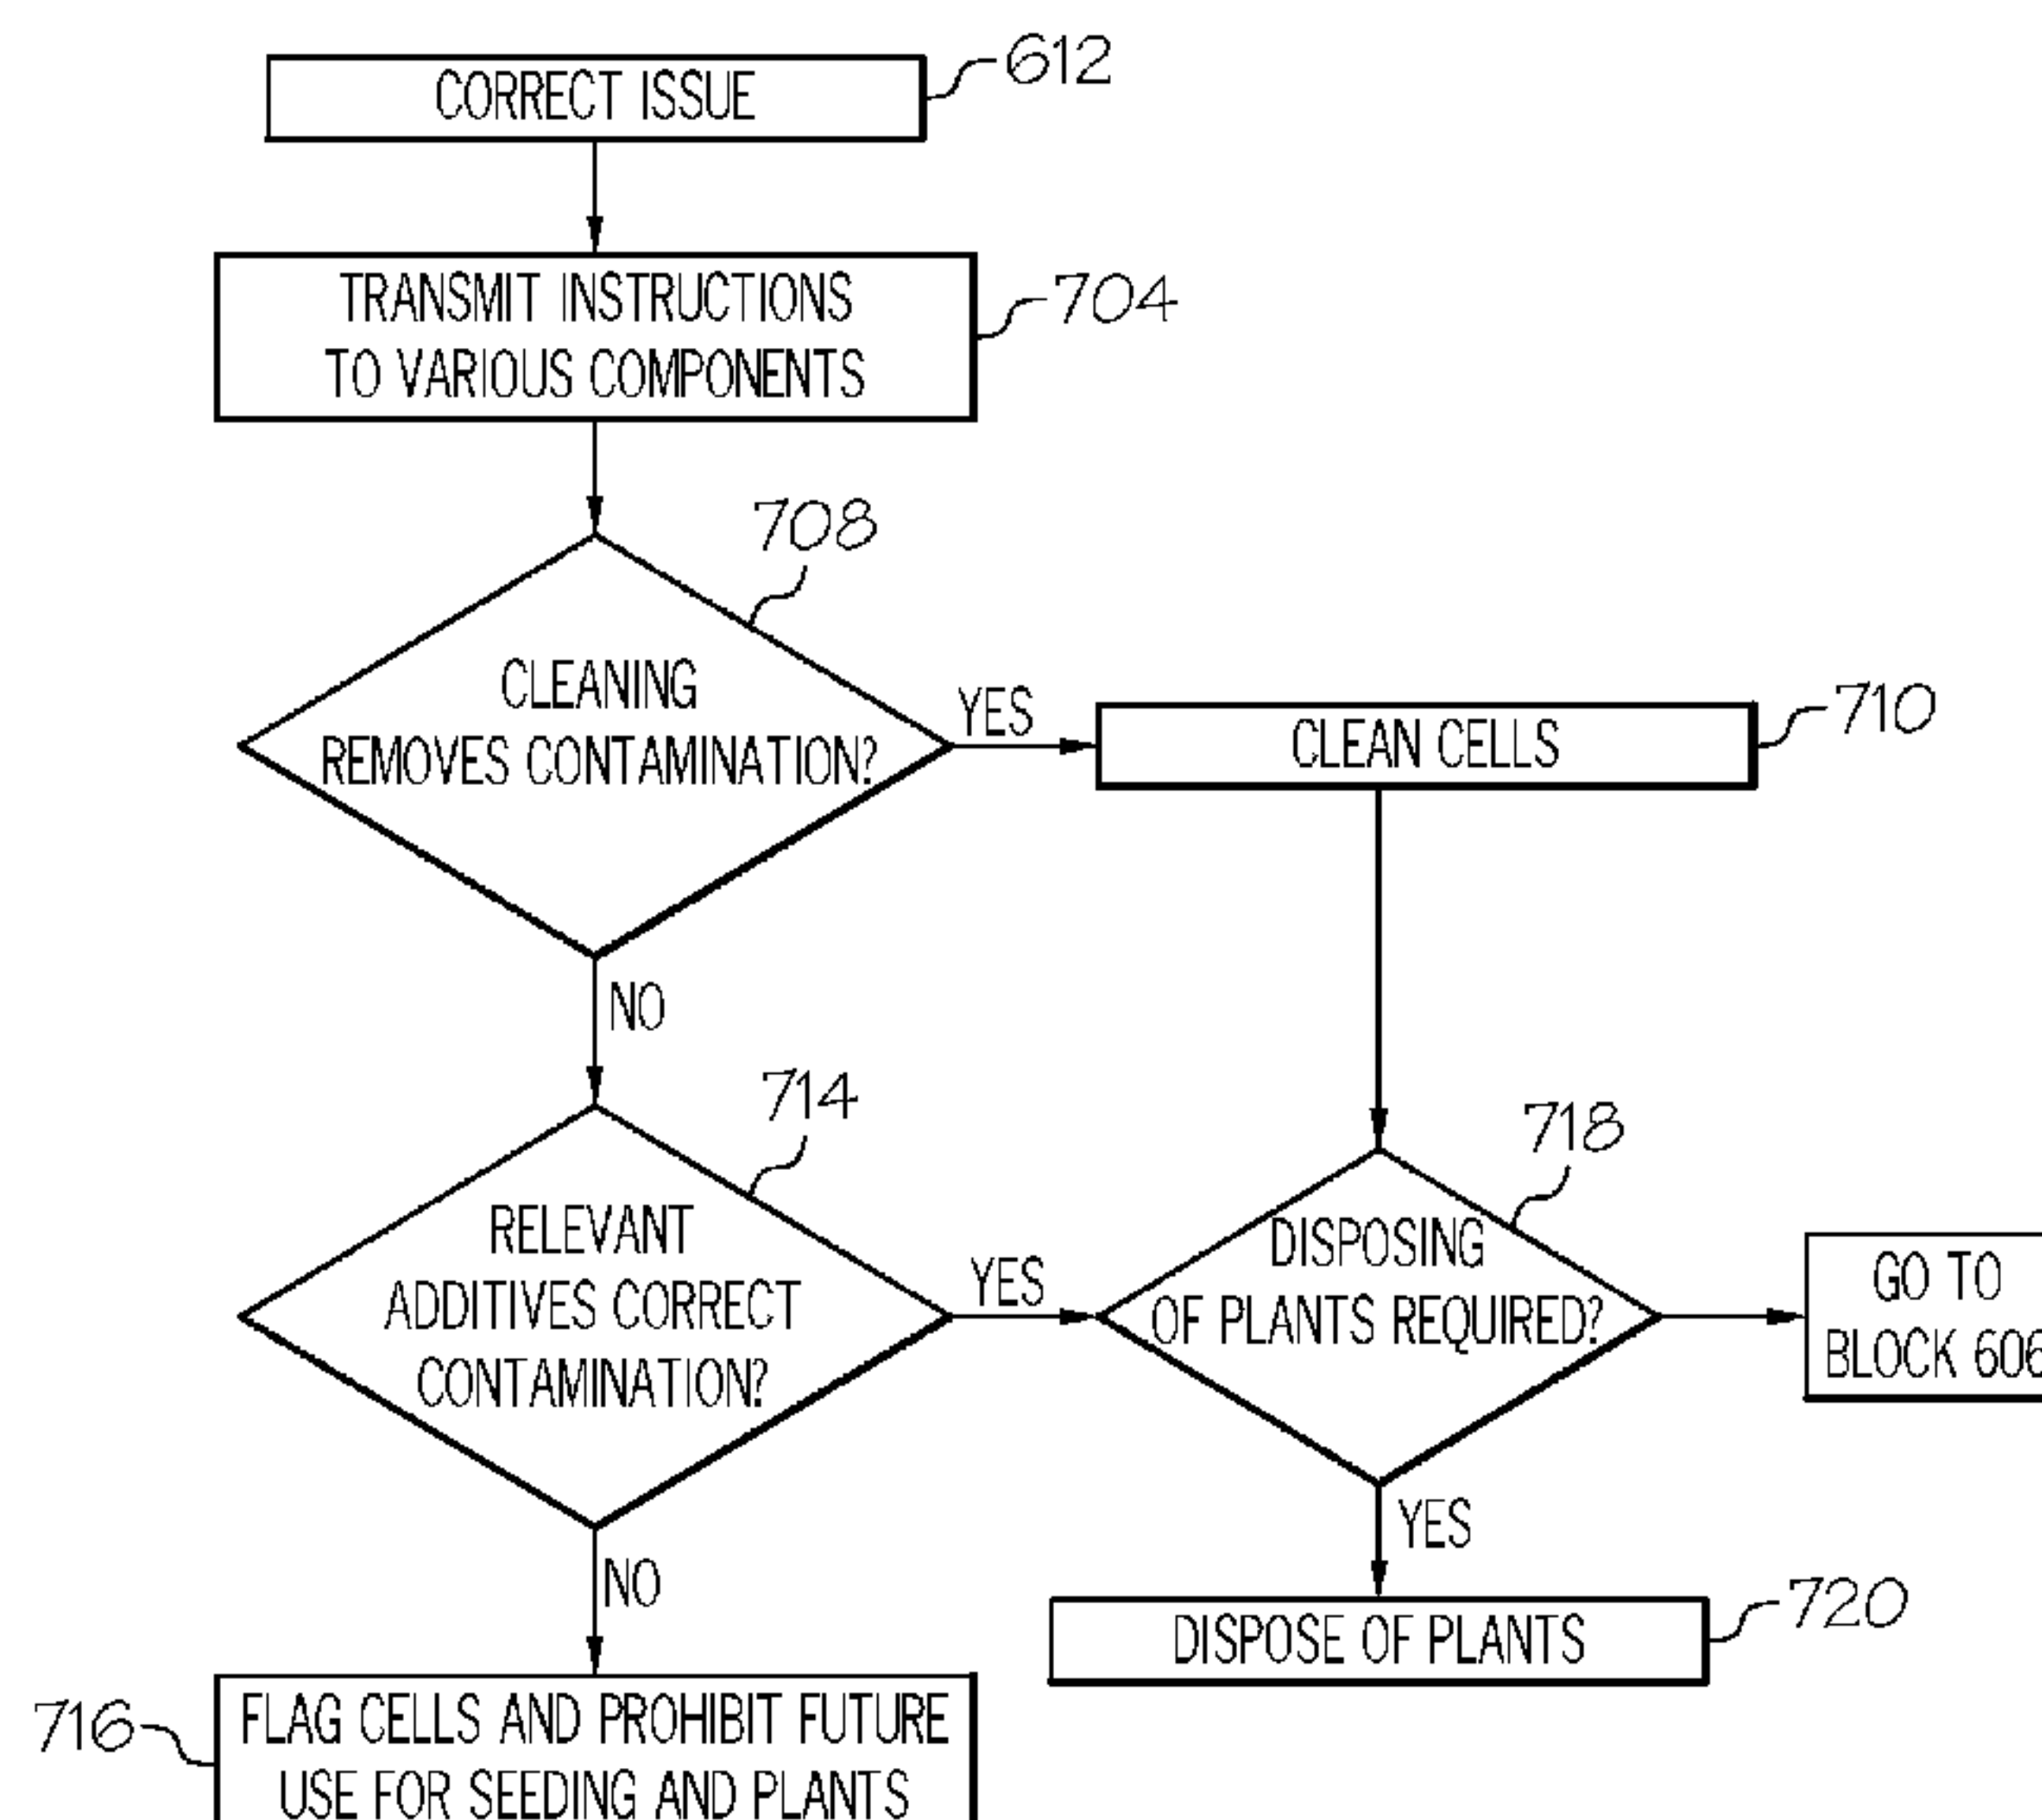 CORRECT ISSUE
612
TRANSMIT INSTRUCTIONS
TO VARIOUS COMPONENTS
704
708
CLEANING
REMOVES CONTAMINATION?
YES
CLEAN CELLS
710
NO
714
RELEVANT
ADDITIVES CORRECT
CONTAMINATION?
YES
718
DISPOSING
OF PLANTS REQUIRED?
GO TO
BLOCK 606
YES
NO
DISPOSE OF PLANTS
720
716
FLAG CELLS AND PROHIBIT FUTURE
USE FOR SEEDING AND PLANTS